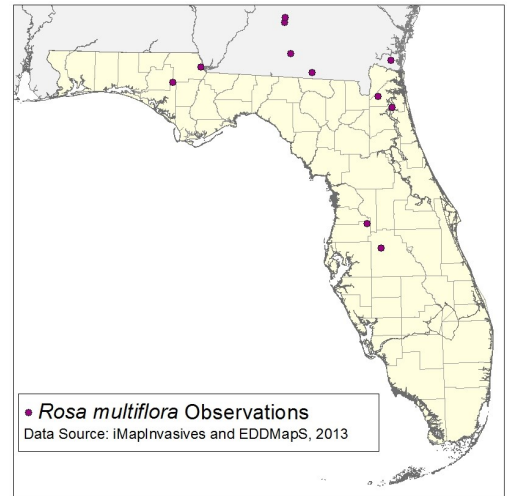 Rosa multiflora Observations
Data Source: iMapInvasives and EDDMapS, 2013